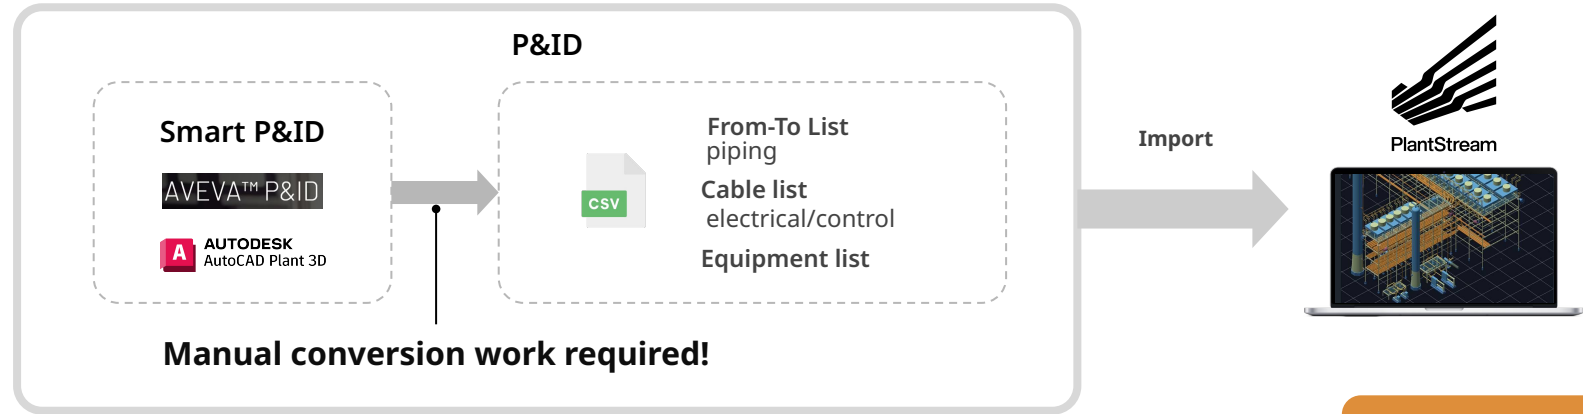 P&ID
Smart P&ID
AVEVA™ P&ID
A
AUTODESK
AutoCAD Plant 3D
CSV
From-To List
piping
Cable list
electrical/control
Equipment list
Manual conversion work required!
Import
PlantStream